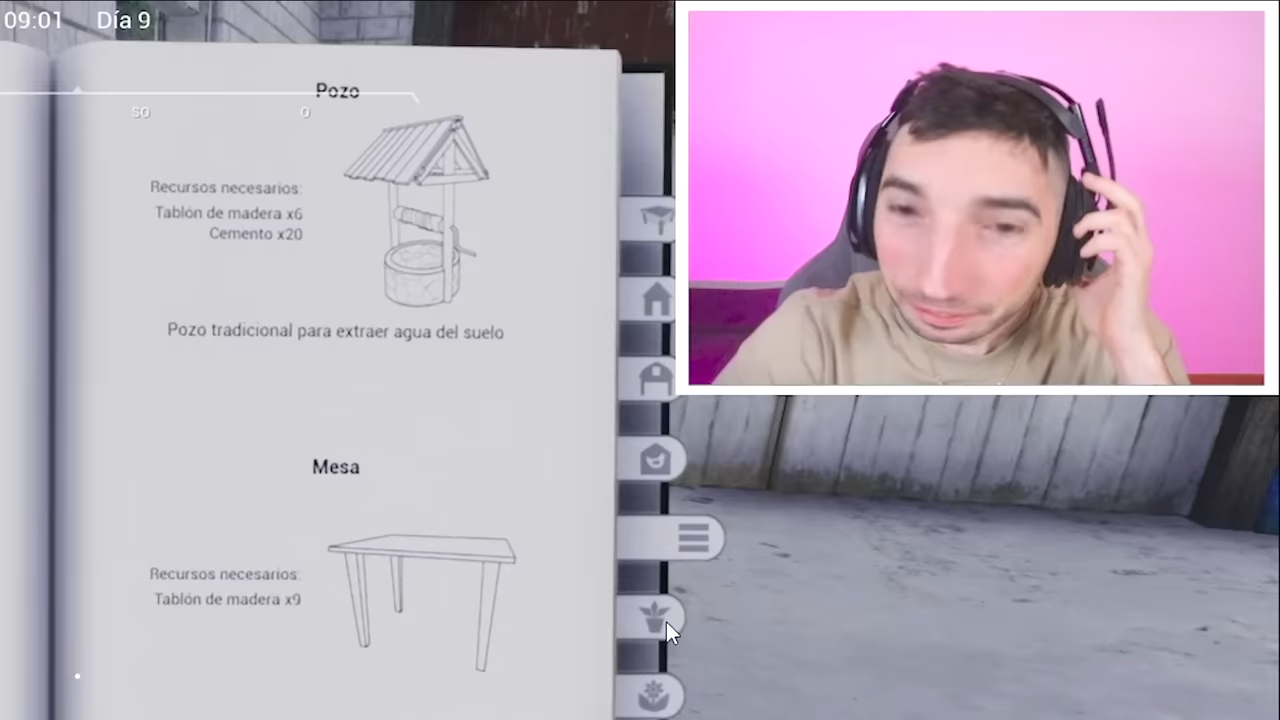 09:01 Día 9
Pozo
SO O
Recursos necesarios:
Tablón de madera x6
Cemento x20
Pozo tradicional para extraer agua del suelo
Mesa
Recursos necesarios:
Tablón de madera x9